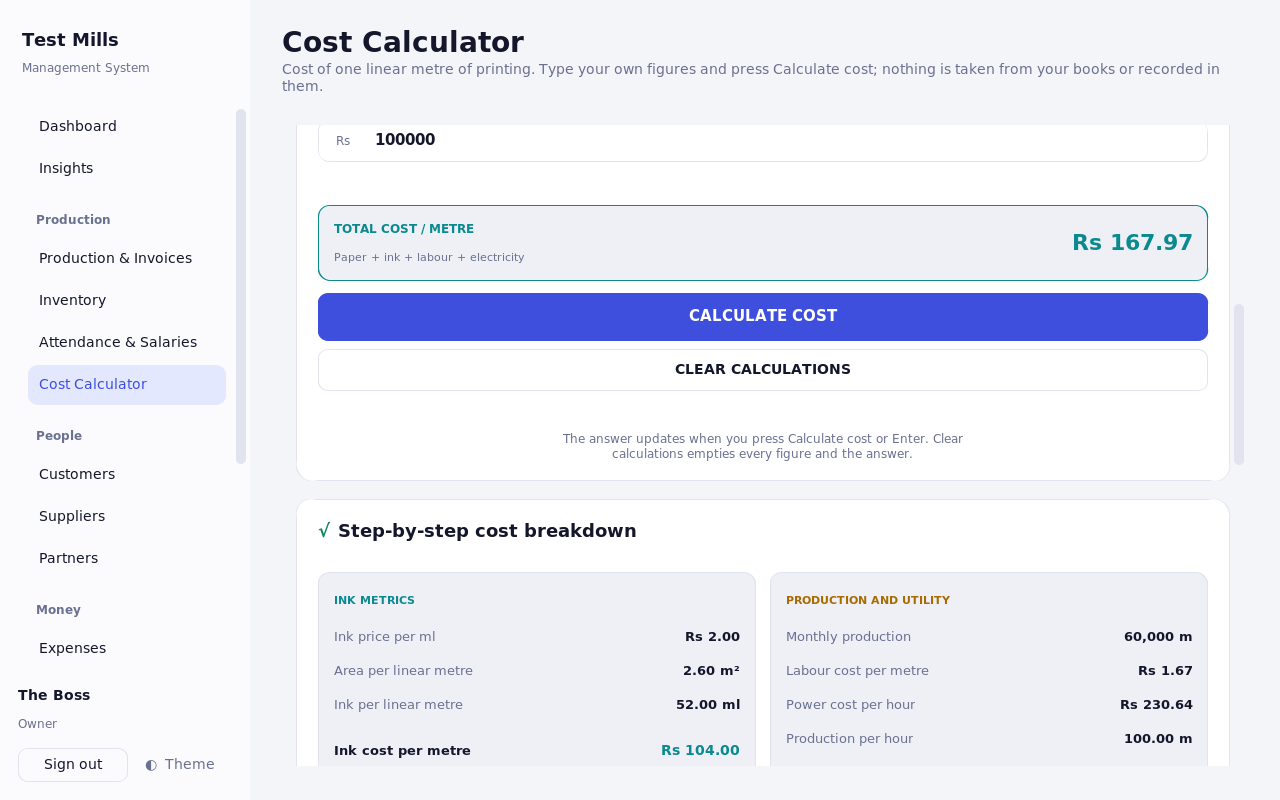 Test Mills
Management System
Dashboard
Insights
Production
Production & Invoices
Inventory
Attendance & Salaries
Cost Calculator
People
Customers
Suppliers
Partners
Money
Expenses
The Boss
Owner
Sign out
◐ Theme
Cost Calculator
Cost of one linear metre of printing. Type your own figures and press Calculate cost; nothing is taken from your books or recorded in
them.
Rs 100000
TOTAL COST / METRE
Paper + ink + labour + electricity
Rs 167.97
CALCULATE COST
CLEAR CALCULATIONS
The answer updates when you press Calculate cost or Enter. Clear
calculations empties every figure and the answer.
√ Step-by-step cost breakdown
INK METRICS
Ink price per ml Rs 2.00
Area per linear metre 2.60 m²
Ink per linear metre 52.00 ml
Ink cost per metre Rs 104.00
PRODUCTION AND UTILITY
Monthly production 60,000 m
Labour cost per metre Rs 1.67
Power cost per hour Rs 230.64
Production per hour 100.00 m